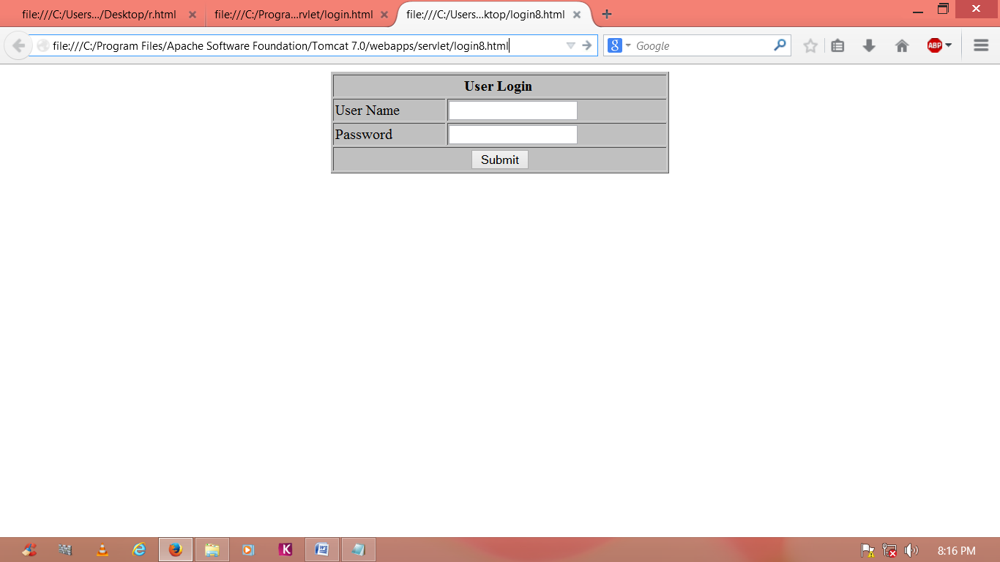 file:///C:/Users.../Desktop/r.html file:///C:/Progra...rvlet/login.html file:///C:/Users...ktop/login8.html
file:///C:/Program Files/Apache Software Foundation/Tomcat 7.0/webapps/servlet/login8.html 8 Google ABP
User Login
User Name
Password
Submit
K W 8:16 PM